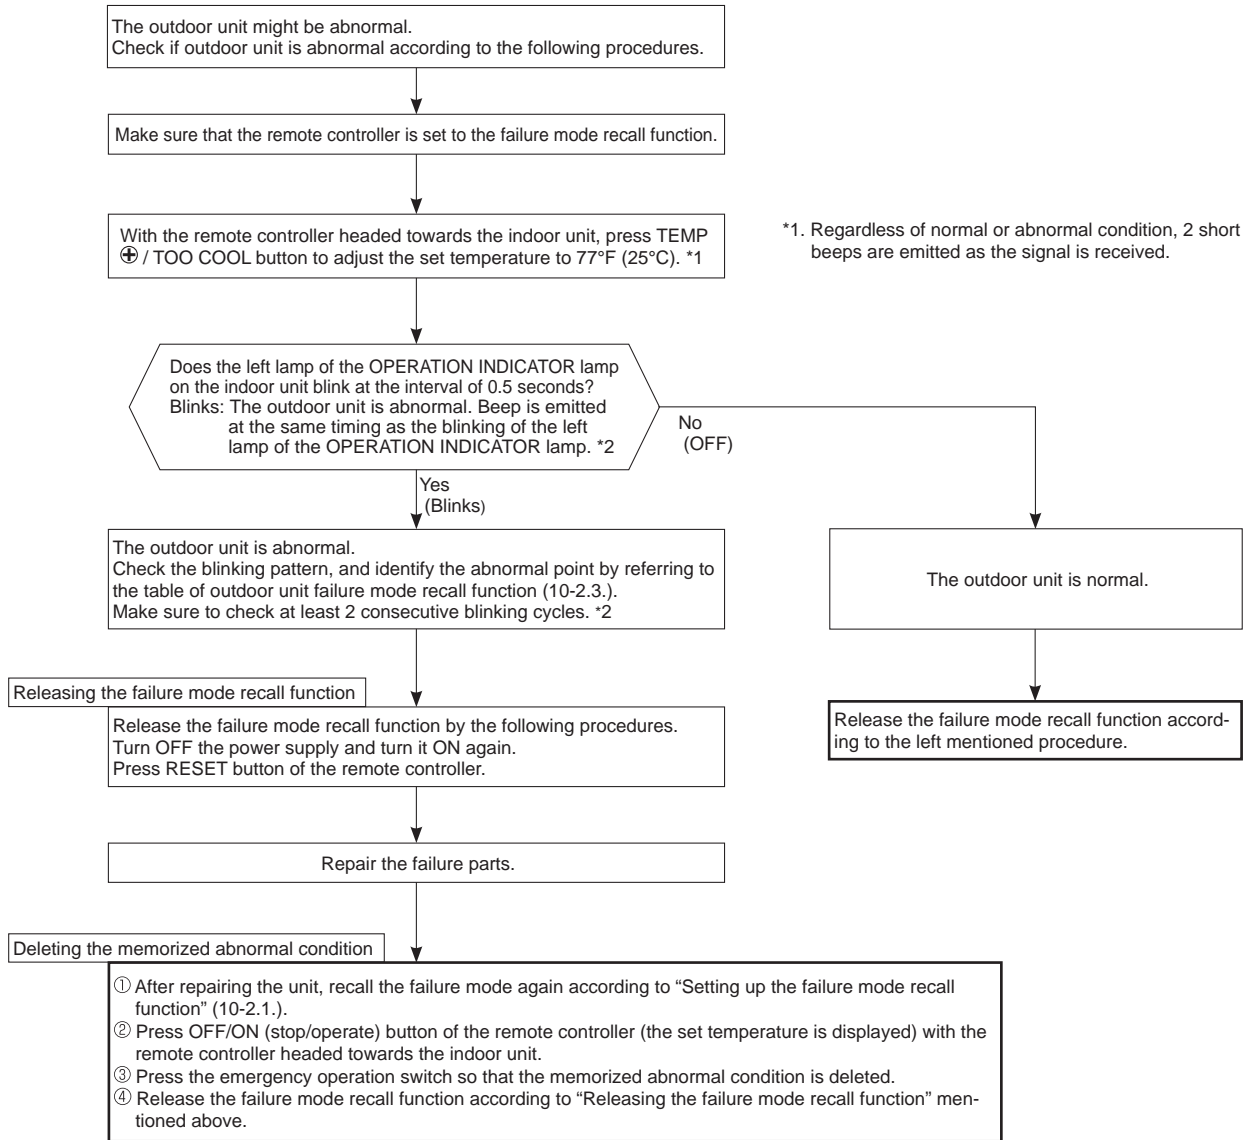 The outdoor unit might be abnormal.
Check if outdoor unit is abnormal according to the following procedures.
Make sure that the remote controller is set to the failure mode recall function.
With the remote controller headed towards the indoor unit, press TEMP
⊕ / TOO COOL button to adjust the set temperature to 77°F (25°C). *1
*1. Regardless of normal or abnormal condition, 2 short
beeps are emitted as the signal is received.
Does the left lamp of the OPERATION INDICATOR lamp
on the indoor unit blink at the interval of 0.5 seconds?
Blinks: The outdoor unit is abnormal. Beep is emitted
at the same timing as the blinking of the left
lamp of the OPERATION INDICATOR lamp. *2
No
(OFF)
Yes
(Blinks)
The outdoor unit is abnormal.
Check the blinking pattern, and identify the abnormal point by referring to
the table of outdoor unit failure mode recall function (10-2.3.).
Make sure to check at least 2 consecutive blinking cycles. *2
The outdoor unit is normal.
Releasing the failure mode recall function
Release the failure mode recall function by the following procedures.
Turn OFF the power supply and turn it ON again.
Press RESET button of the remote controller.
Release the failure mode recall function accord-
ing to the left mentioned procedure.
Repair the failure parts.
Deleting the memorized abnormal condition
① After repairing the unit, recall the failure mode again according to “Setting up the failure mode recall
function” (10-2.1.).
② Press OFF/ON (stop/operate) button of the remote controller (the set temperature is displayed) with the
remote controller headed towards the indoor unit.
③ Press the emergency operation switch so that the memorized abnormal condition is deleted.
④ Release the failure mode recall function according to “Releasing the failure mode recall function” men-
tioned above.